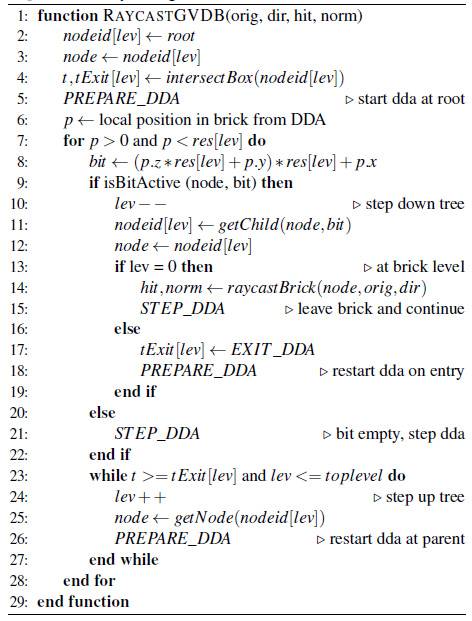 1: function RAYCASTGVDB(orig, dir, hit, norm)
2: nodeid[lev] ← root
3: node ← nodeid[lev]
4: t,tExit[lev] ← intersectBox(nodeid[lev])
5: PREPARE_DDA ▷ start dda at root
6: p ← local position in brick from DDA
7: for p > 0 and p < res[lev] do
8: bit ← (p.z * res[lev] + p.y) * res[lev] + p.x
9: if isBitActive (node, bit) then
10: lev − − ▷ step down tree
11: nodeid[lev] ← getChild(node,bit)
12: node ← nodeid[lev]
13: if lev = 0 then ▷ at brick level
14: hit,norm ← raycastBrick(node,orig,dir)
15: STEP_DDA ▷ leave brick and continue
16: else
17: tExit[lev] ← EXIT_DDA
18: PREPARE_DDA ▷ restart dda on entry
19: end if
20: else
21: STEP_DDA ▷ bit empty, step dda
22: end if
23: while t >= tExit[lev] and lev <= toplevel do
24: lev + + ▷ step up tree
25: node ← getNode(nodeid[lev])
26: PREPARE_DDA ▷ restart dda at parent
27: end while
28: end for
29: end function